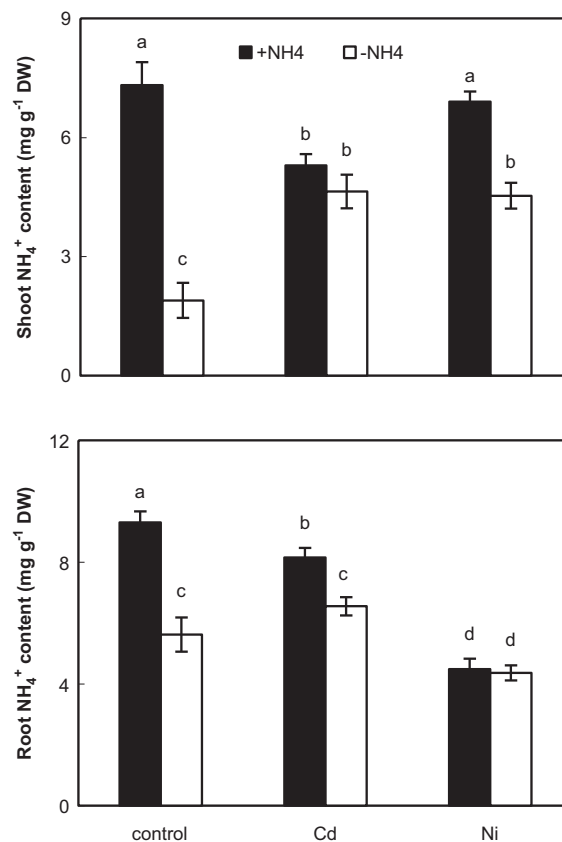 9
6
3
0
Shoot NH₄⁺ content (mg g⁻¹ DW)
+NH4 -NH4
a
c
b
b
a
b
12
8
4
0
Root NH₄⁺ content (mg g⁻¹ DW)
a
c
b
c
d
d
control Cd Ni